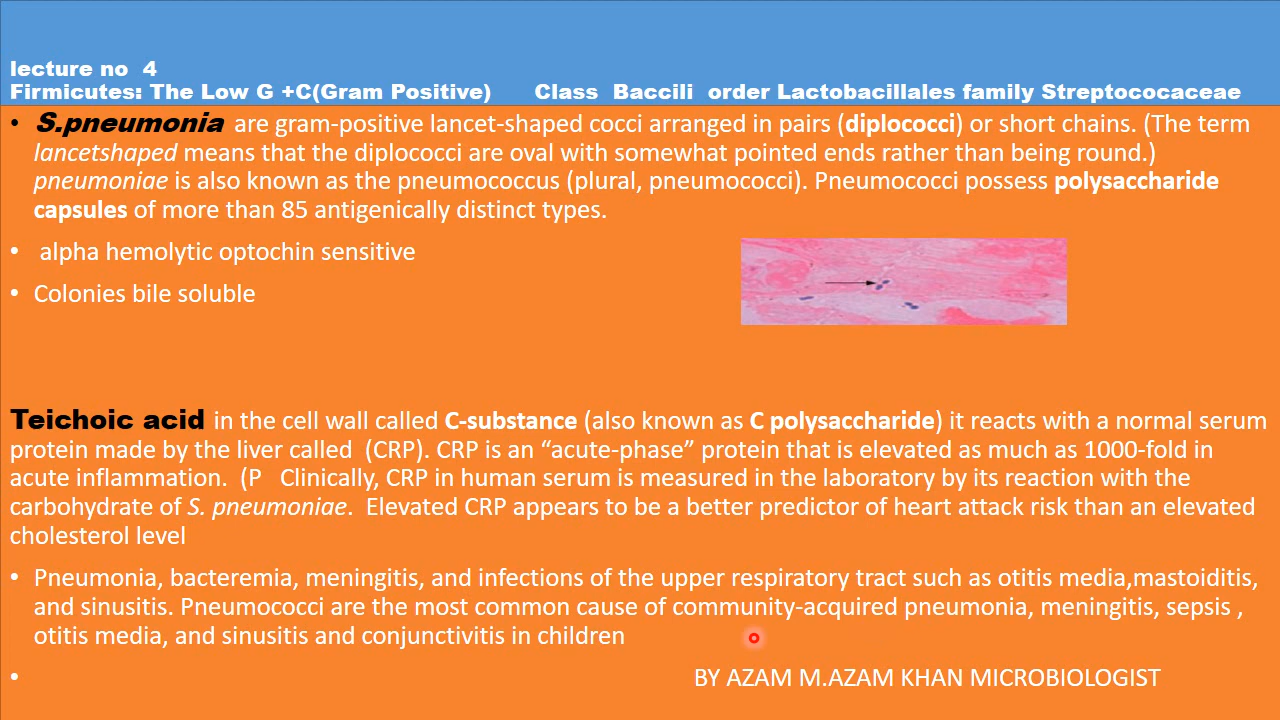 lecture no 4
Firmicutes: The Low G +C(Gram Positive) Class Baccili order Lactobacillales family Streptococaceae
• S.pneumonia are gram-positive lancet-shaped cocci arranged in pairs (diplococci) or short chains. (The term
lancetshaped means that the diplococci are oval with somewhat pointed ends rather than being round.)
pneumoniae is also known as the pneumococcus (plural, pneumococci). Pneumococci possess polysaccharide
capsules of more than 85 antigenically distinct types.
• alpha hemolytic optochin sensitive
• Colonies bile soluble
Teichoic acid in the cell wall called C-substance (also known as C polysaccharide) it reacts with a normal serum
protein made by the liver called (CRP). CRP is an “acute-phase” protein that is elevated as much as 1000-fold in
acute inflammation. (P Clinically, CRP in human serum is measured in the laboratory by its reaction with the
carbohydrate of S. pneumoniae. Elevated CRP appears to be a better predictor of heart attack risk than an elevated
cholesterol level
• Pneumonia, bacteremia, meningitis, and infections of the upper respiratory tract such as otitis media,mastoiditis,
and sinusitis. Pneumococci are the most common cause of community-acquired pneumonia, meningitis, sepsis ,
otitis media, and sinusitis and conjunctivitis in children
• BY AZAM M.AZAM KHAN MICROBIOLOGIST